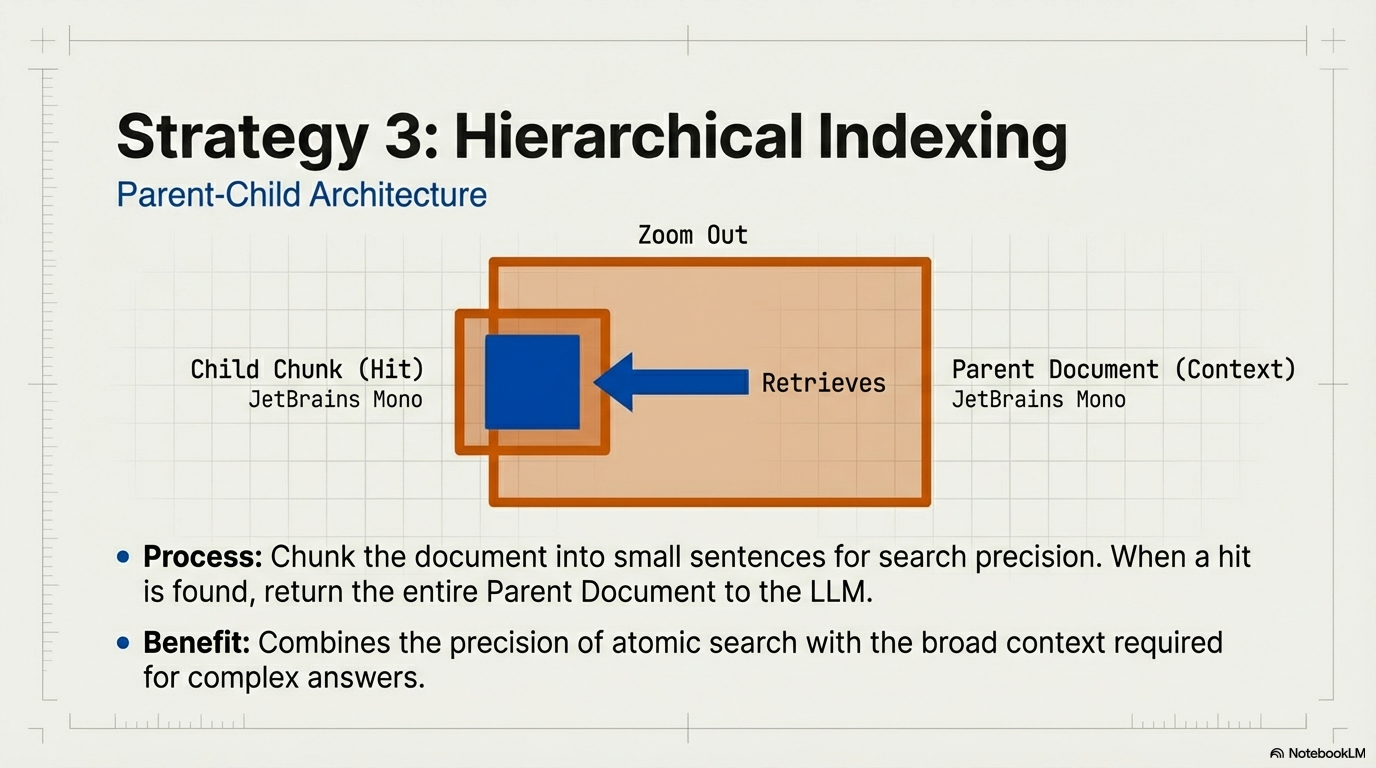 Strategy 3: Hierarchical Indexing
Parent-Child Architecture
Zoom Out
Child Chunk (Hit)
JetBrains Mono
Retrieves
Parent Document (Context)
JetBrains Mono
• Process: Chunk the document into small sentences for search precision. When a hit
is found, return the entire Parent Document to the LLM.
• Benefit: Combines the precision of atomic search with the broad context required
for complex answers.
NotebookLM